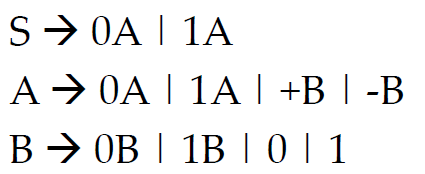 S → 0A | 1A
A → 0A | 1A | +B | -B
B → 0B | 1B | 0 | 1